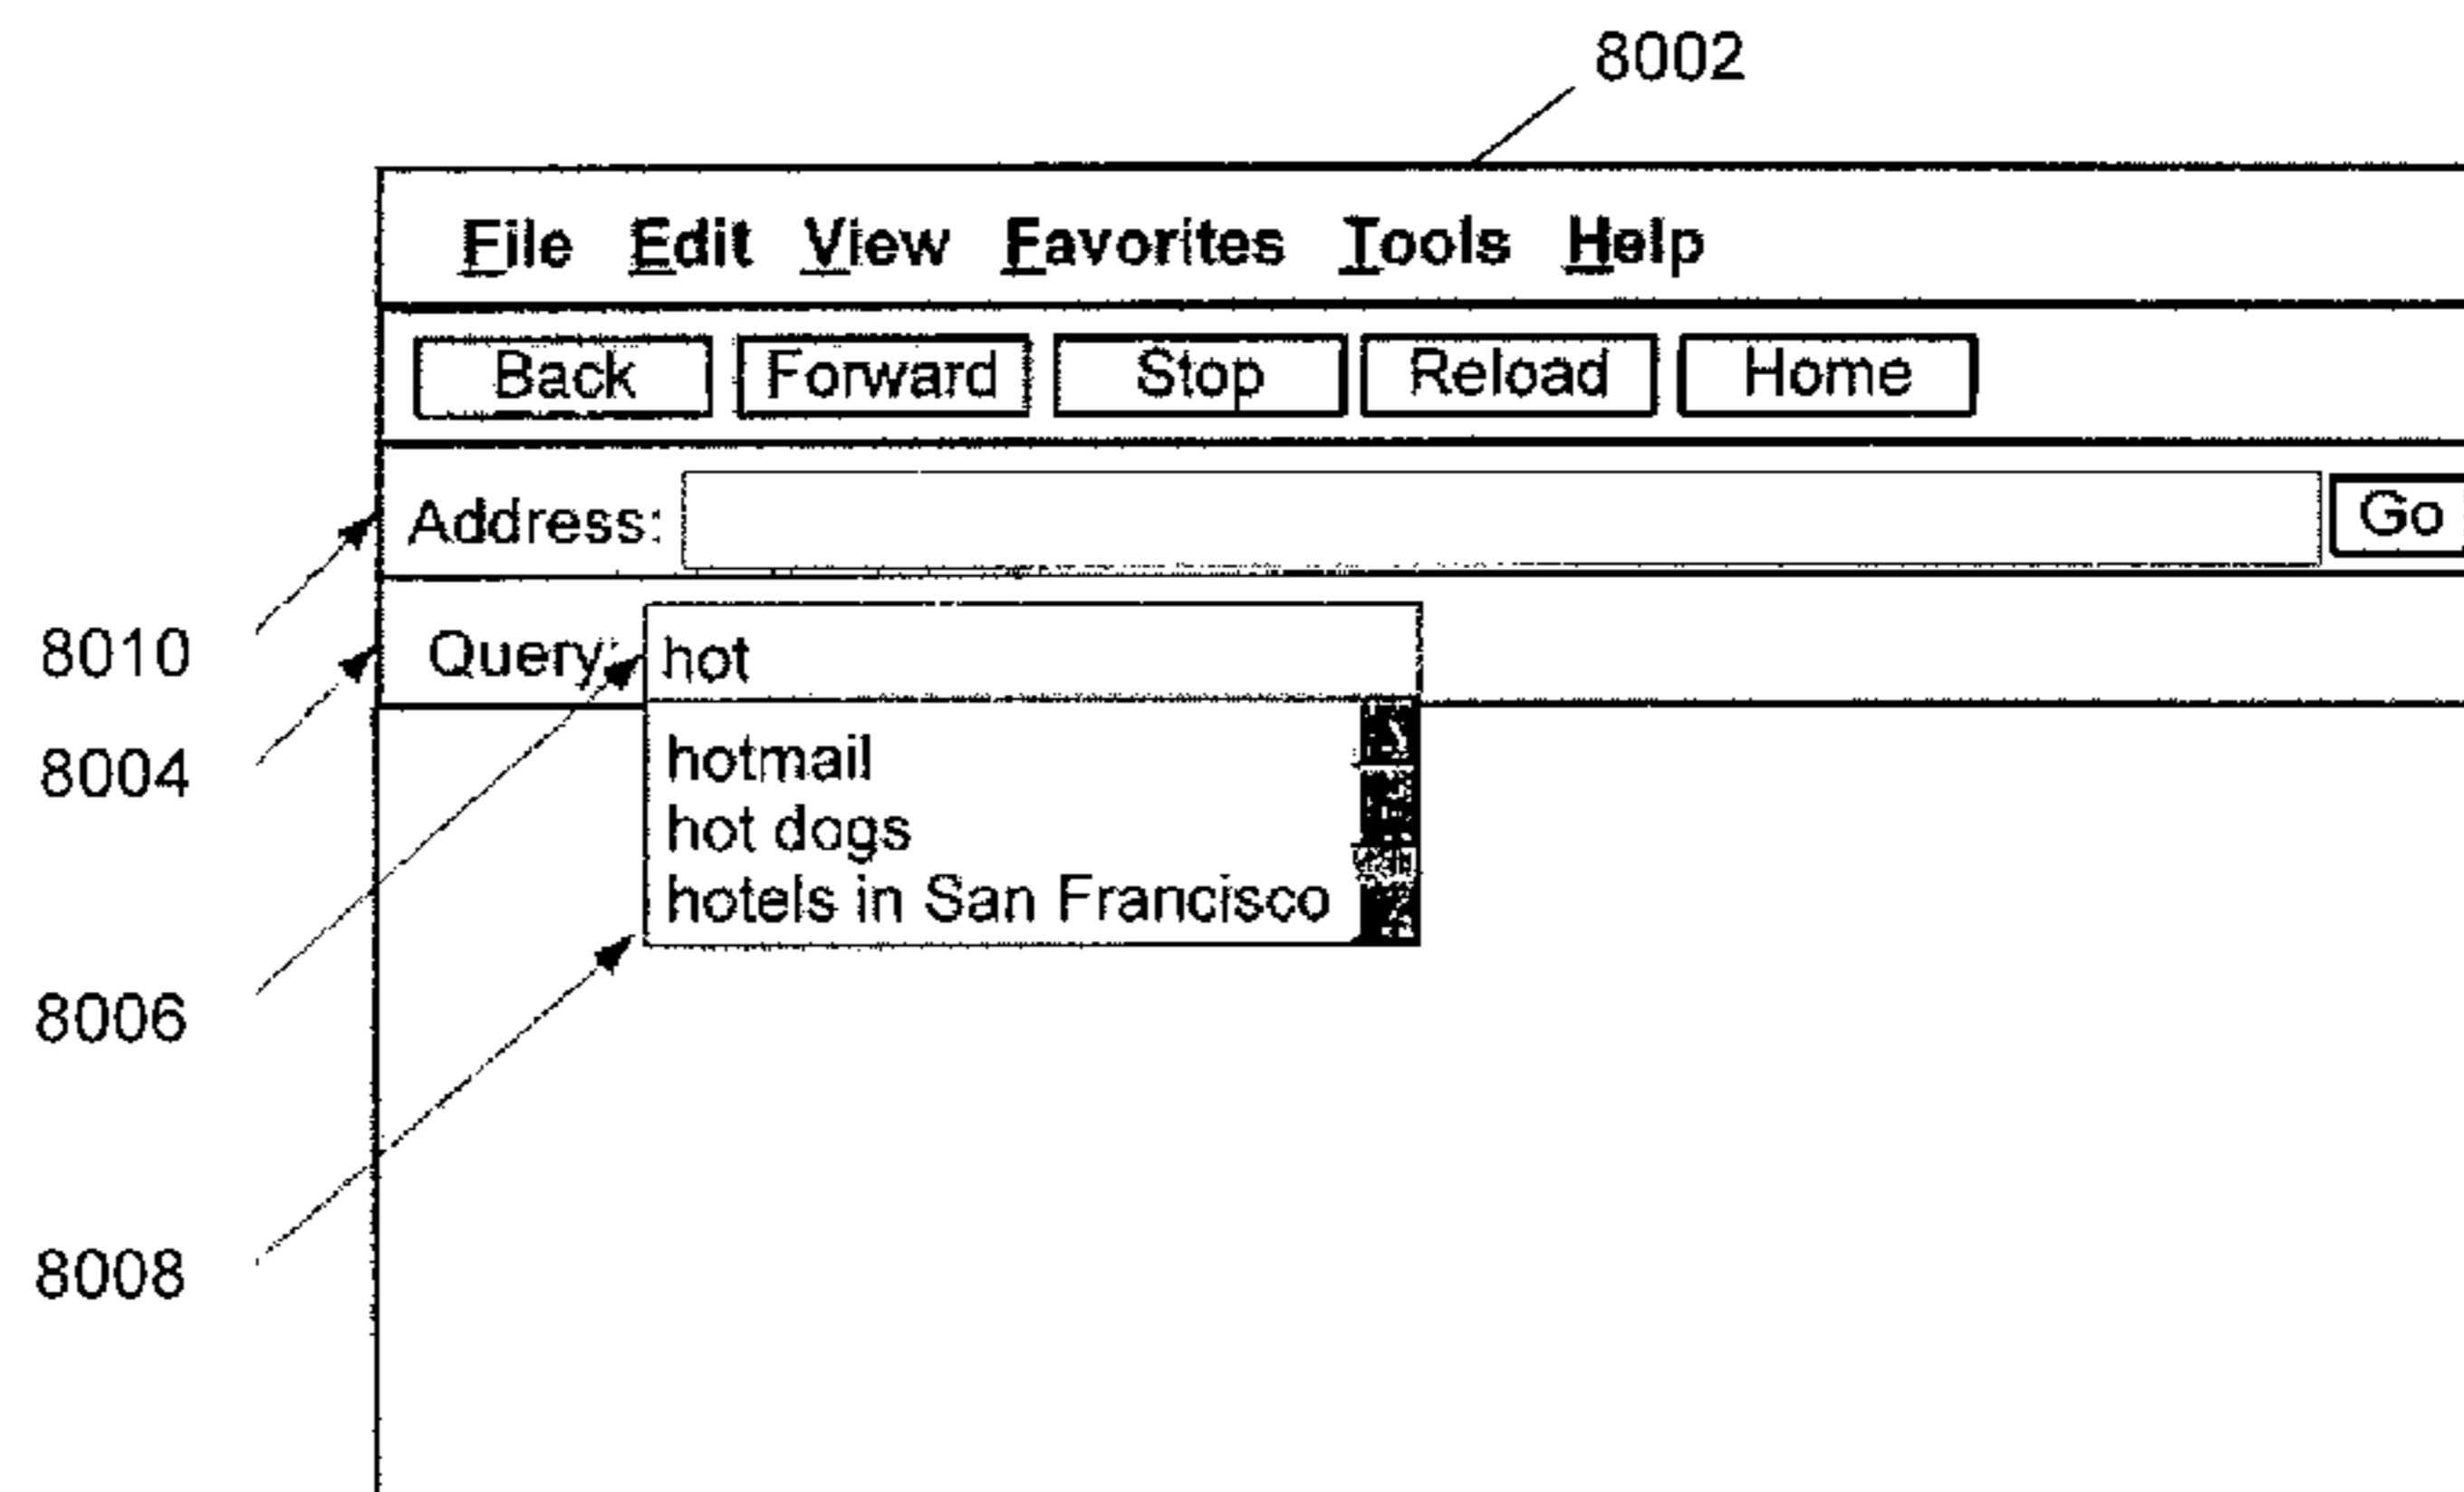 8002
File Edit View Favorites Tools Help
Back Forward Stop Reload Home
Address: Go
8010
Query: hot
8004
hotmail
hot dogs
hotels in San Francisco
8006
8008